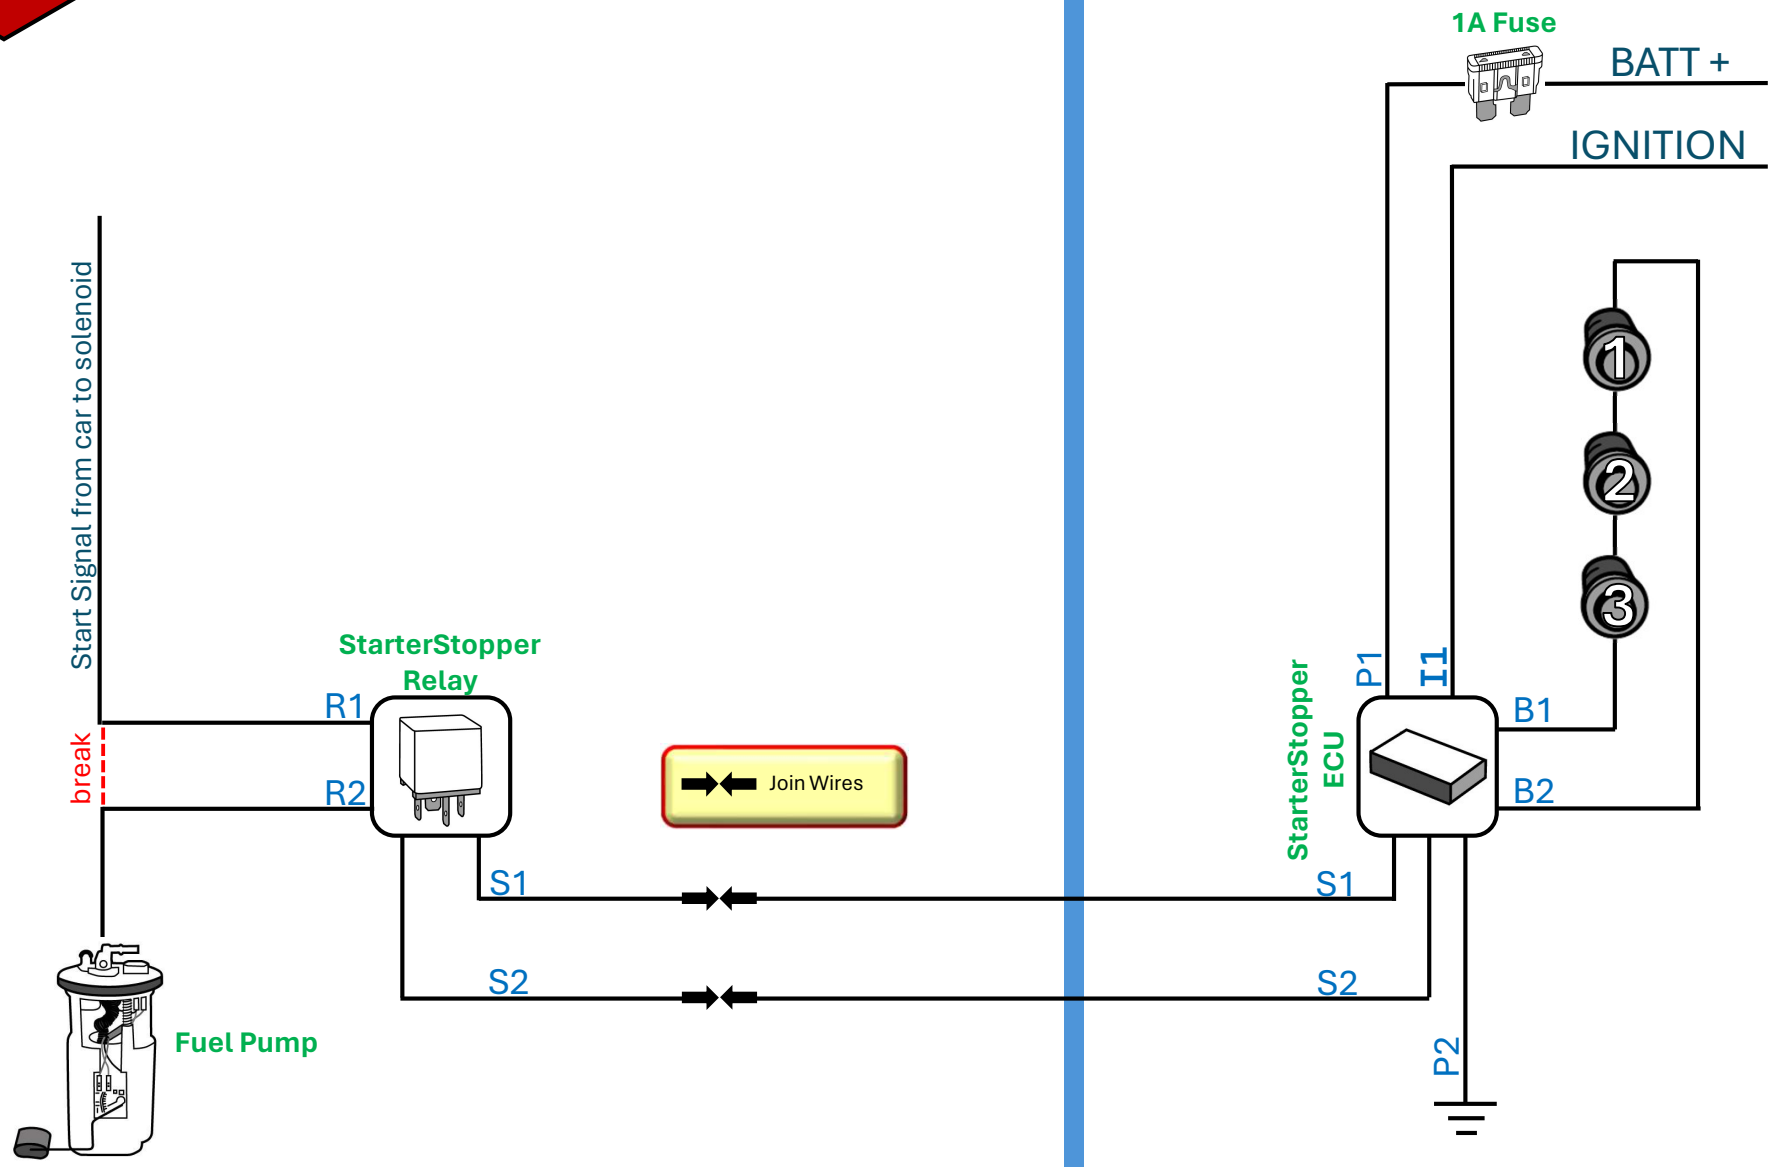 1A Fuse
BATT +
IGNITION
Start Signal from car to solenoid
1
2
3
StarterStopper
Relay
P1
I1
StarterStopper
ECU
R1
B1
break
Join Wires
R2
B2
S1
S1
S2
S2
Fuel Pump
P2